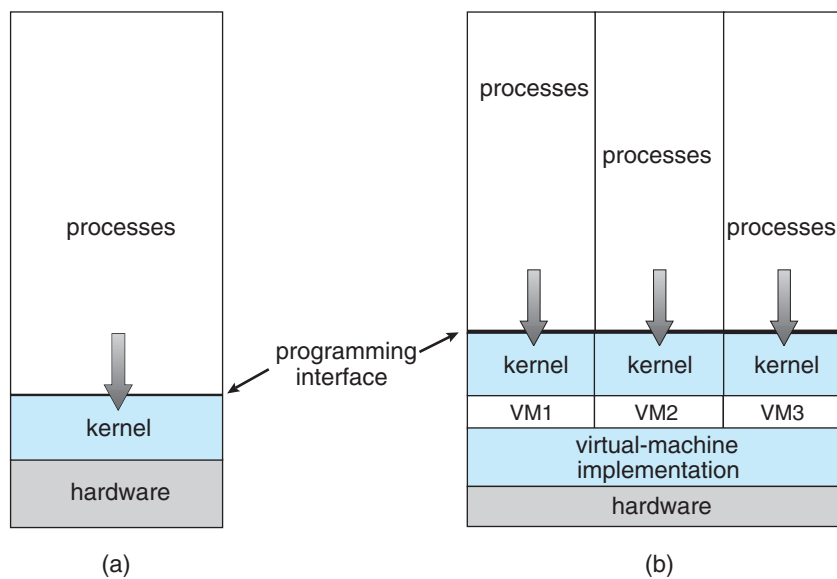 processes
processes
processes
processes
programming
interface
kernel
hardware
kernel
kernel
kernel
VM1
VM2
VM3
virtual-machine
implementation
hardware
(a)
(b)